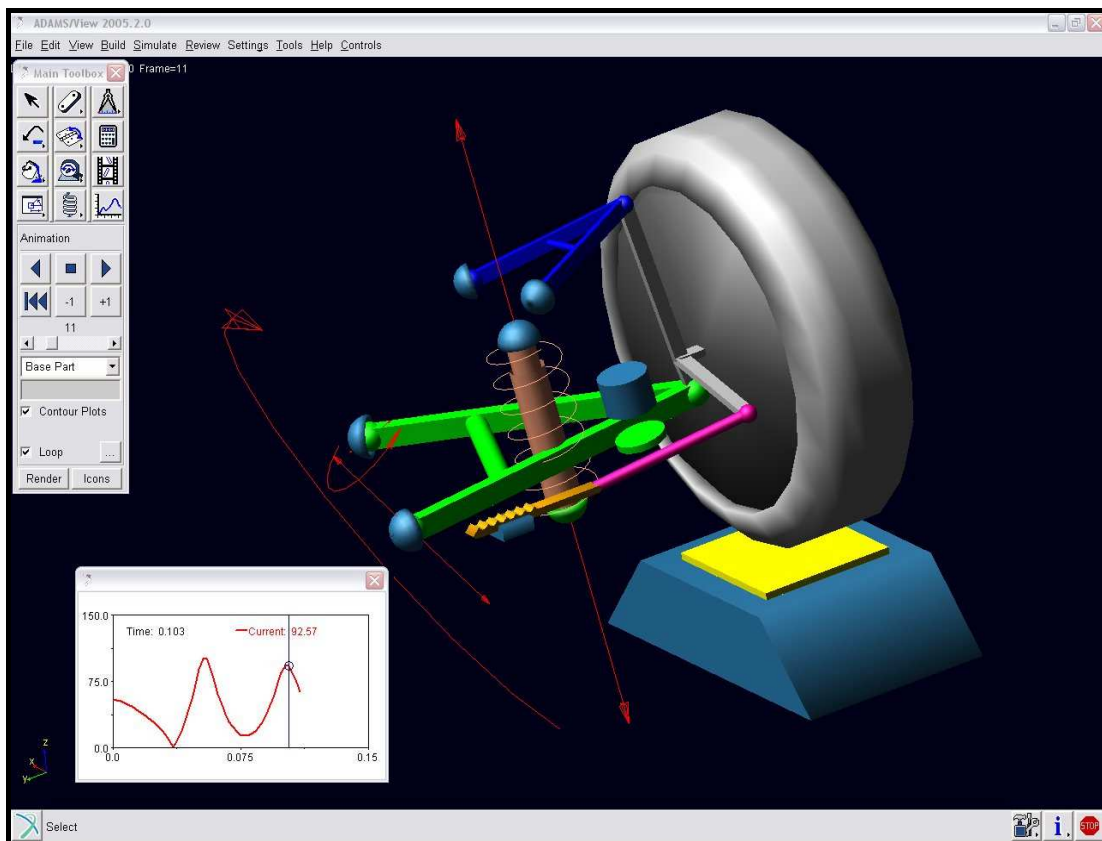 ADAMS/View 2005.2.0
File Edit View Build Simulate Review Settings Tools Help Controls
0 Frame=11
Main Toolbox
Animation
-1 +1
11
Base Part
Contour Plots
Loop ...
Render Icons
150.0
Time: 0.103 Current: 92.57
75.0
0.0
0.0 0.075 0.15
z
x
y
Select
i STOP